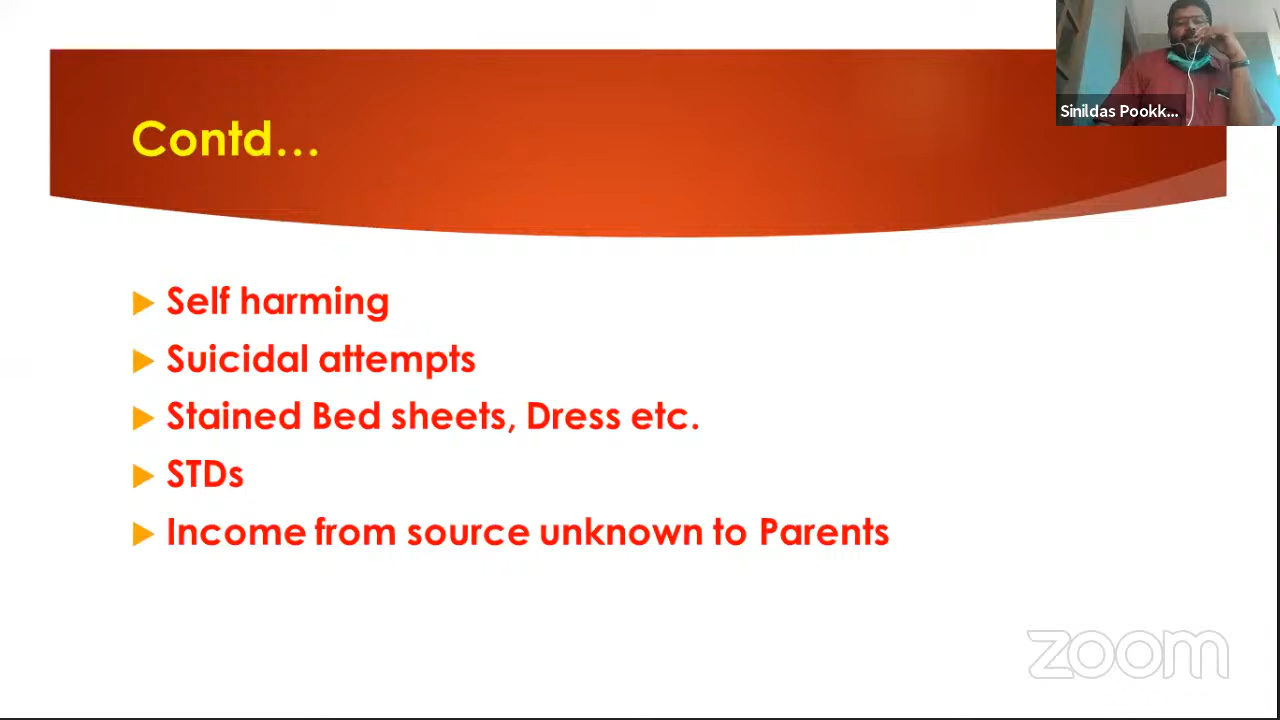 Sinildas Pookk...
Contd...
Self harming
Suicidal attempts
Stained Bed sheets, Dress etc.
STDs
Income from source unknown to Parents
zoom